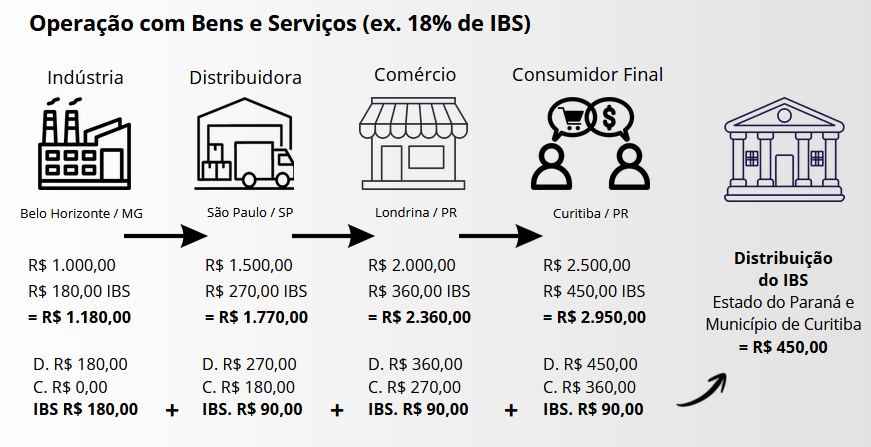 Operação com Bens e Serviços (ex. 18% de IBS)
Indústria
Distribuidora
Comércio
Consumidor Final
$
Belo Horizonte / MG
São Paulo / SP
Londrina / PR
Curitiba / PR
R$ 1.000,00
R$ 180,00 IBS
= R$ 1.180,00
R$ 1.500,00
R$ 270,00 IBS
= R$ 1.770,00
R$ 2.000,00
R$ 360,00 IBS
= R$ 2.360,00
R$ 2.500,00
R$ 450,00 IBS
= R$ 2.950,00
D. R$ 180,00
C. R$ 0,00
IBS R$ 180,00
+
D. R$ 270,00
C. R$ 180,00
IBS. R$ 90,00
+
D. R$ 360,00
C. R$ 270,00
IBS. R$ 90,00
+
D. R$ 450,00
C. R$ 360,00
IBS. R$ 90,00
Distribuição
do IBS
Estado do Paraná e
Município de Curitiba
= R$ 450,00